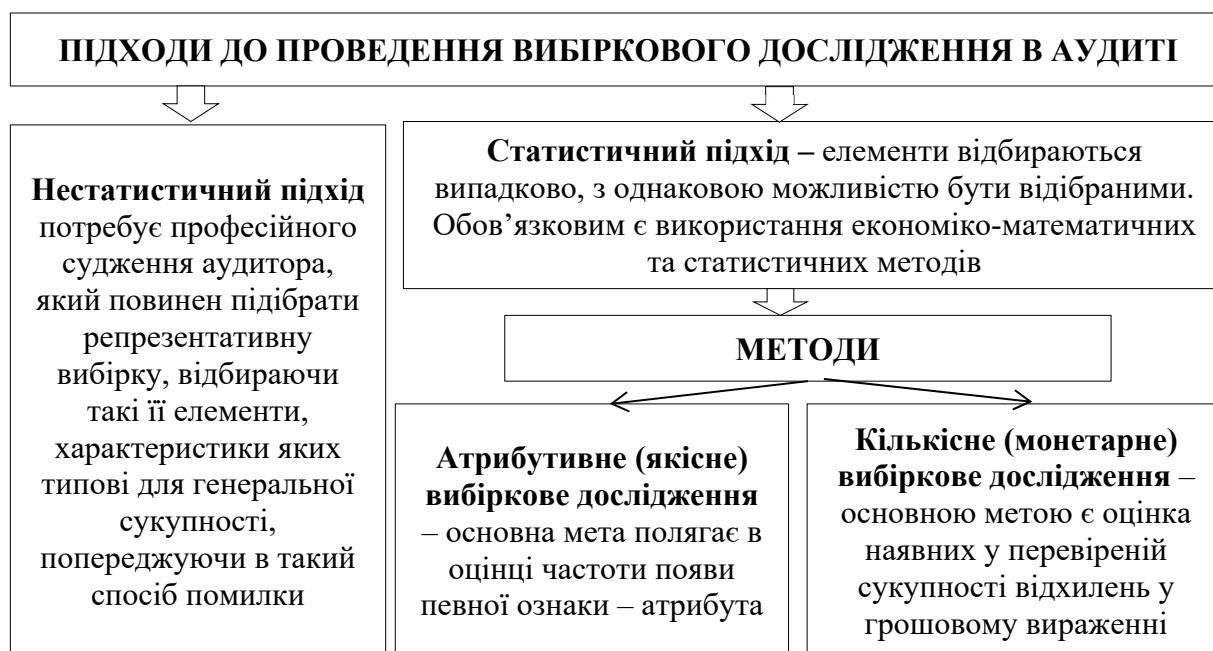 ПІДХОДИ ДО ПРОВЕДЕННЯ ВИБІРКОВОГО ДОСЛІДЖЕННЯ В АУДИТІ
Нестатистичний підхід
потребує професійного
судження аудитора,
який повинен підібрати
репрезентативну
вибірку, відбираючи
такі її елементи,
характеристики яких
типові для генеральної
сукупності,
попереджуючи в такий
спосіб помилки
Статистичний підхід – елементи відбираються
випадково, з однаковою можливістю бути відібраними.
Обов’язковим є використання економіко-математичних
та статистичних методів
МЕТОДИ
Атрибутивне (якісне)
вибіркове дослідження
– основна мета полягає в
оцінці частоти появи
певної ознаки – атрибута
Кількісне (монетарне)
вибіркове дослідження –
основною метою є оцінка
наявних у перевіреній
сукупності відхилень у
грошовому вираженні